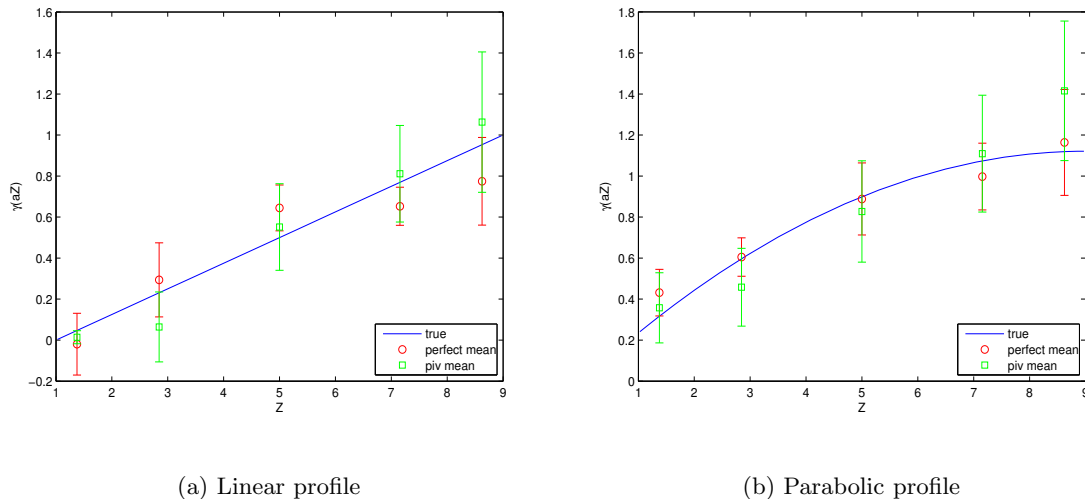 1.6
1.4
1.2
1
0.8
0.6
0.4
0.2
0
−0.2
γ(aZ)
1 2 3 4 5 6 7 8 9
Z
true
perfect mean
piv mean
(a) Linear profile
1.8
1.6
1.4
1.2
1
0.8
0.6
0.4
0.2
0
γ(aZ)
1 2 3 4 5 6 7 8 9
Z
true
perfect mean
piv mean
(b) Parabolic profile